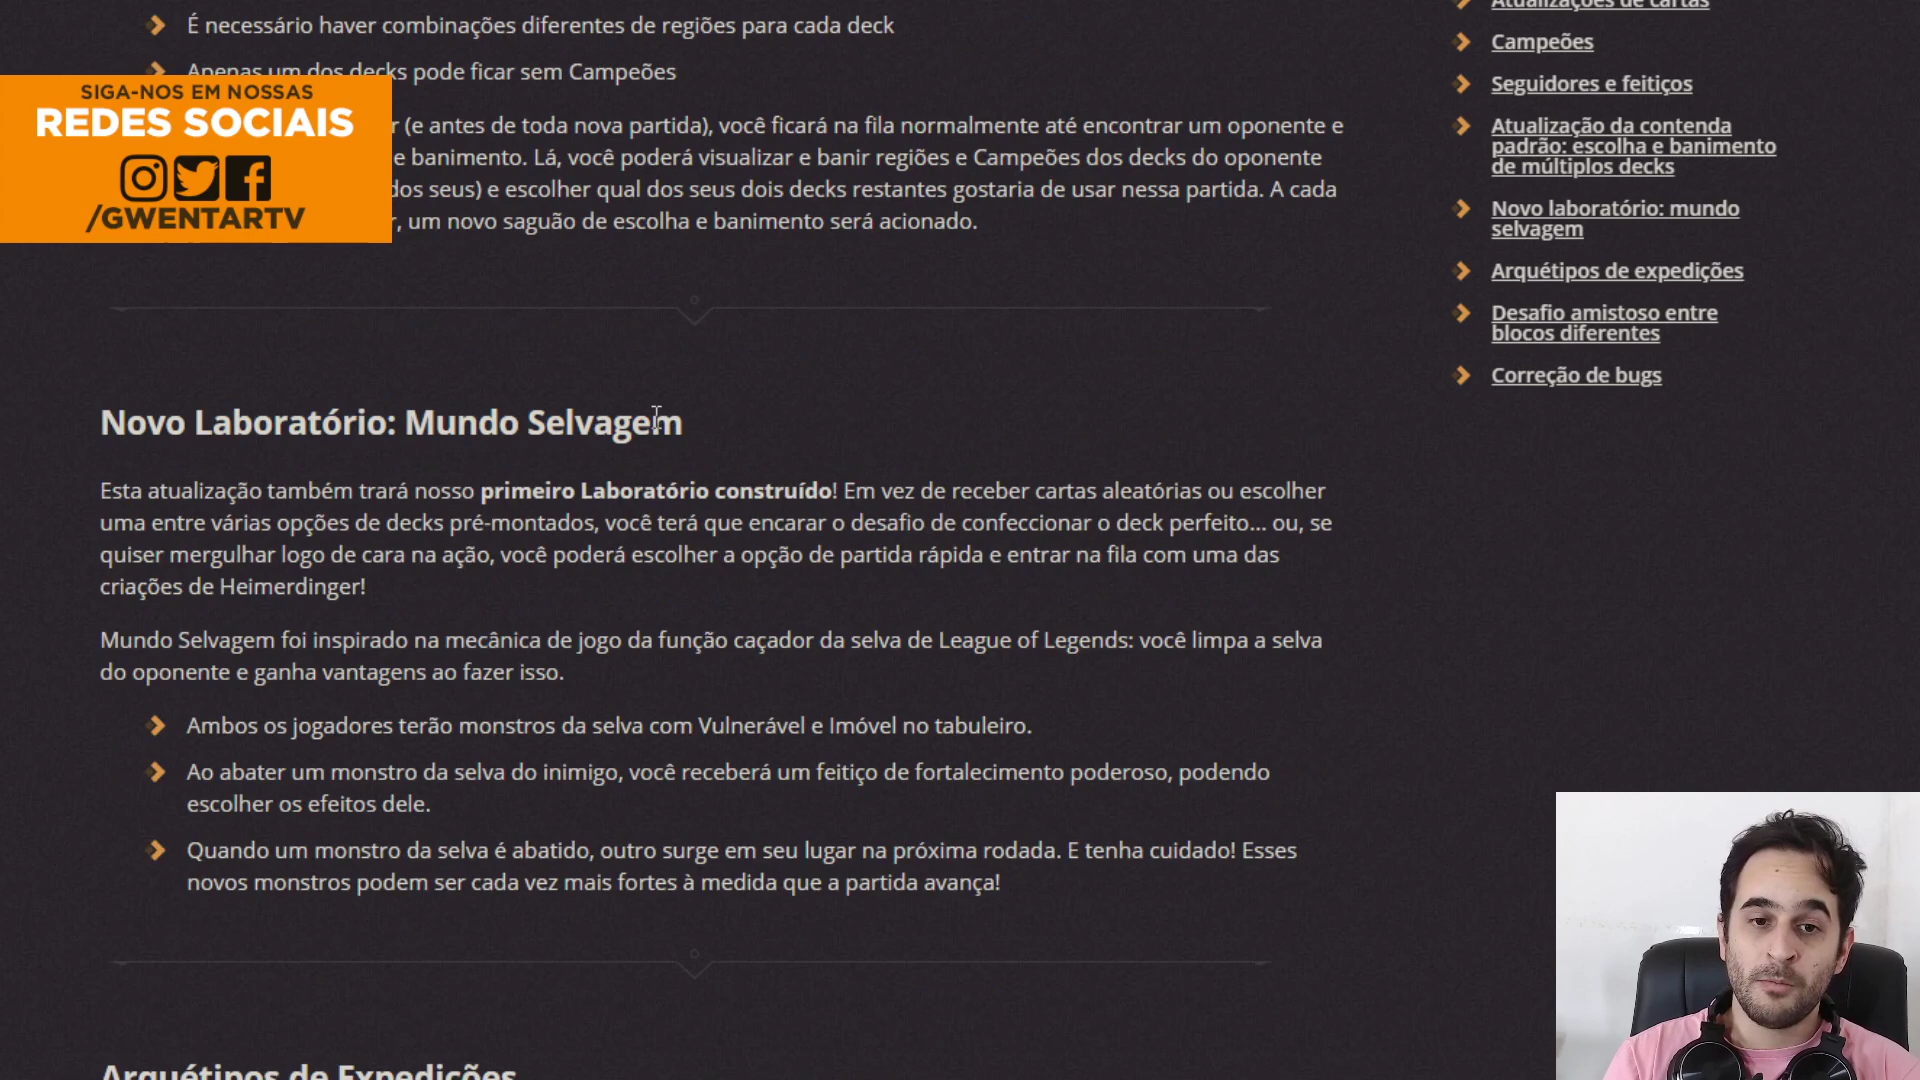 É necessário haver combinações diferentes de regiões para cada deck
Apenas um dos decks pode ficar sem Campeões
SIGA-NOS EM NOSSAS
REDES SOCIAIS
/GWENTARTV
r (e antes de toda nova partida), você ficará na fila normalmente até encontrar um oponente e
e banimento. Lá, você poderá visualizar e banir regiões e Campeões dos decks do oponente
dos seus) e escolher qual dos seus dois decks restantes gostaria de usar nessa partida. A cada
r, um novo saguão de escolha e banimento será acionado.
Novo Laboratório: Mundo Selvagem
Esta atualização também trará nosso primeiro Laboratório construído! Em vez de receber cartas aleatórias ou escolher
uma entre várias opções de decks pré-montados, você terá que encarar o desafio de confeccionar o deck perfeito... ou, se
quiser mergulhar logo de cara na ação, você poderá escolher a opção de partida rápida e entrar na fila com uma das
criações de Heimerdinger!
Mundo Selvagem foi inspirado na mecânica de jogo da função caçador da selva de League of Legends: você limpa a selva
do oponente e ganha vantagens ao fazer isso.
Ambos os jogadores terão monstros da selva com Vulnerável e Imóvel no tabuleiro.
Ao abater um monstro da selva do inimigo, você receberá um feitiço de fortalecimento poderoso, podendo
escolher os efeitos dele.
Quando um monstro da selva é abatido, outro surge em seu lugar na próxima rodada. E tenha cuidado! Esses
novos monstros podem ser cada vez mais fortes à medida que a partida avança!
Arquétipos de Expedições
Atualizações de cartas
Campeões
Seguidores e feitiços
Atualização da contenda
padrão: escolha e banimento
de múltiplos decks
Novo laboratório: mundo
selvagem
Arquétipos de expedições
Desafio amistoso entre
blocos diferentes
Correção de bugs